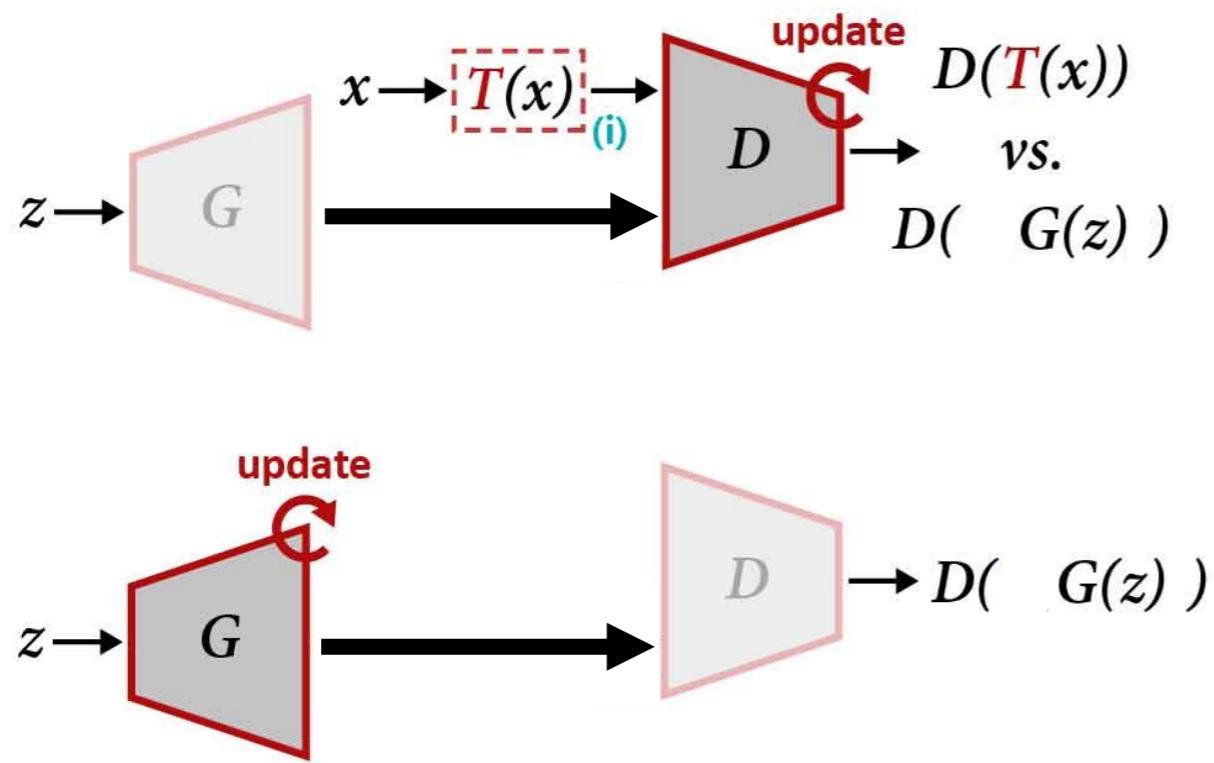 update
x T(x) D D(T(x))
(i)
vs.
z G D( G(z) )
update
z G D D( G(z) )